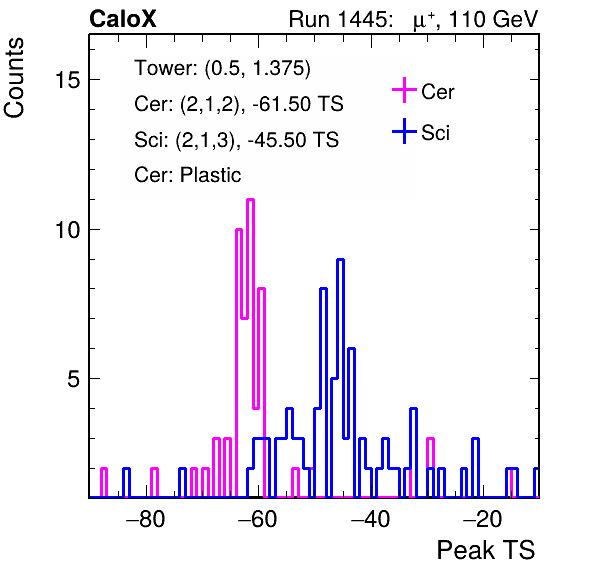 CaloX Run 1445: μ⁺, 110 GeV
Counts
Tower: (0.5, 1.375)
Cer: (2,1,2), -61.50 TS
Sci: (2,1,3), -45.50 TS
Cer: Plastic
Cer
Sci
15
10
5
−80 −60 −40 −20
Peak TS